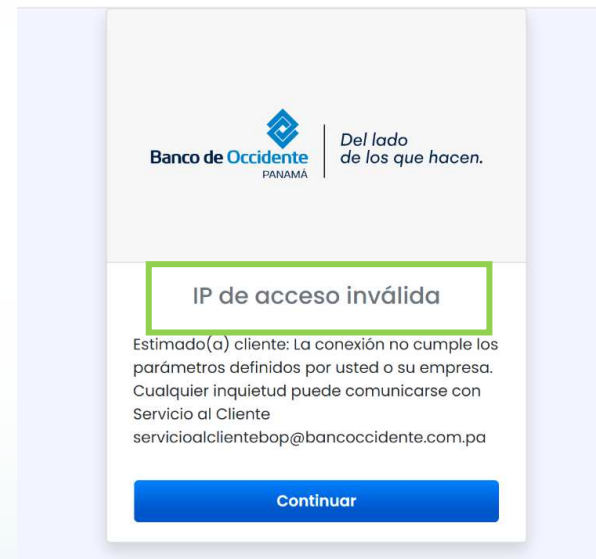 Banco de Occidente
PANAMÁ
Del lado
de los que hacen.
IP de acceso inválida
Estimado(a) cliente: La conexión no cumple los
parámetros definidos por usted o su empresa.
Cualquier inquietud puede comunicarse con
Servicio al Cliente
servicioalclientebop@bancoccidente.com.pa
Continuar